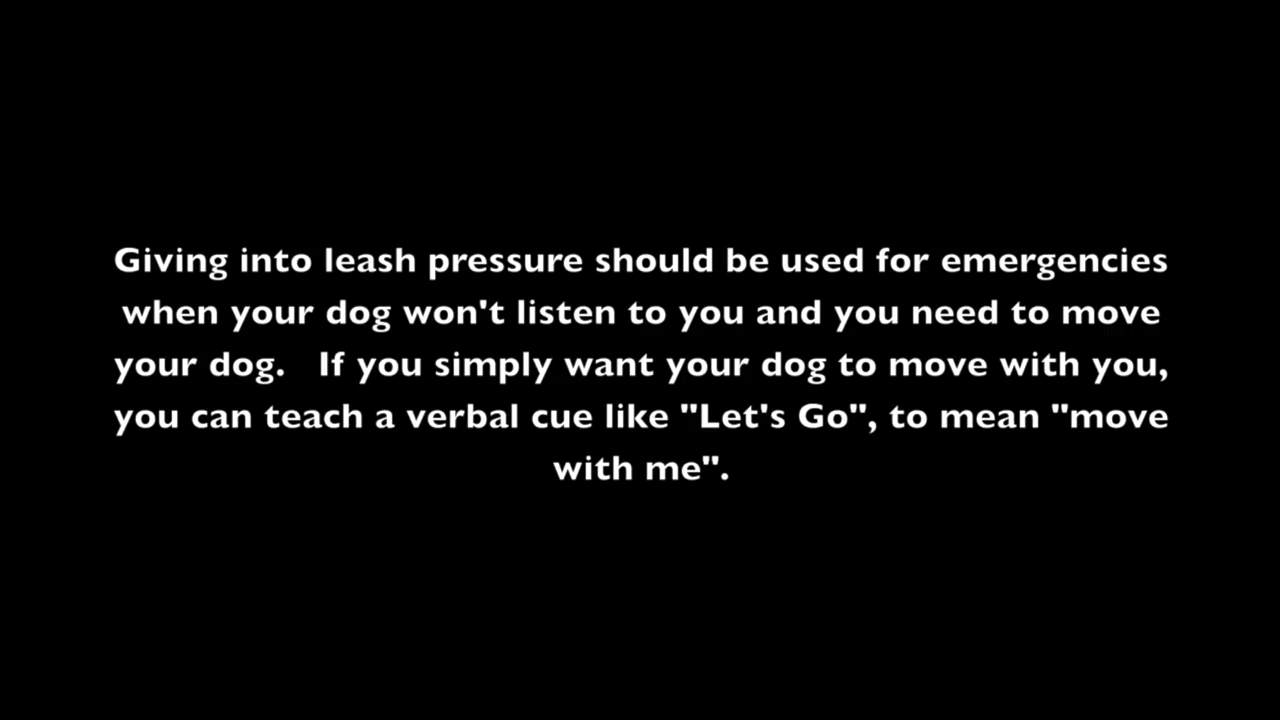 Giving into leash pressure should be used for emergencies
when your dog won't listen to you and you need to move
your dog.   If you simply want your dog to move with you,
you can teach a verbal cue like "Let's Go", to mean "move
with me".